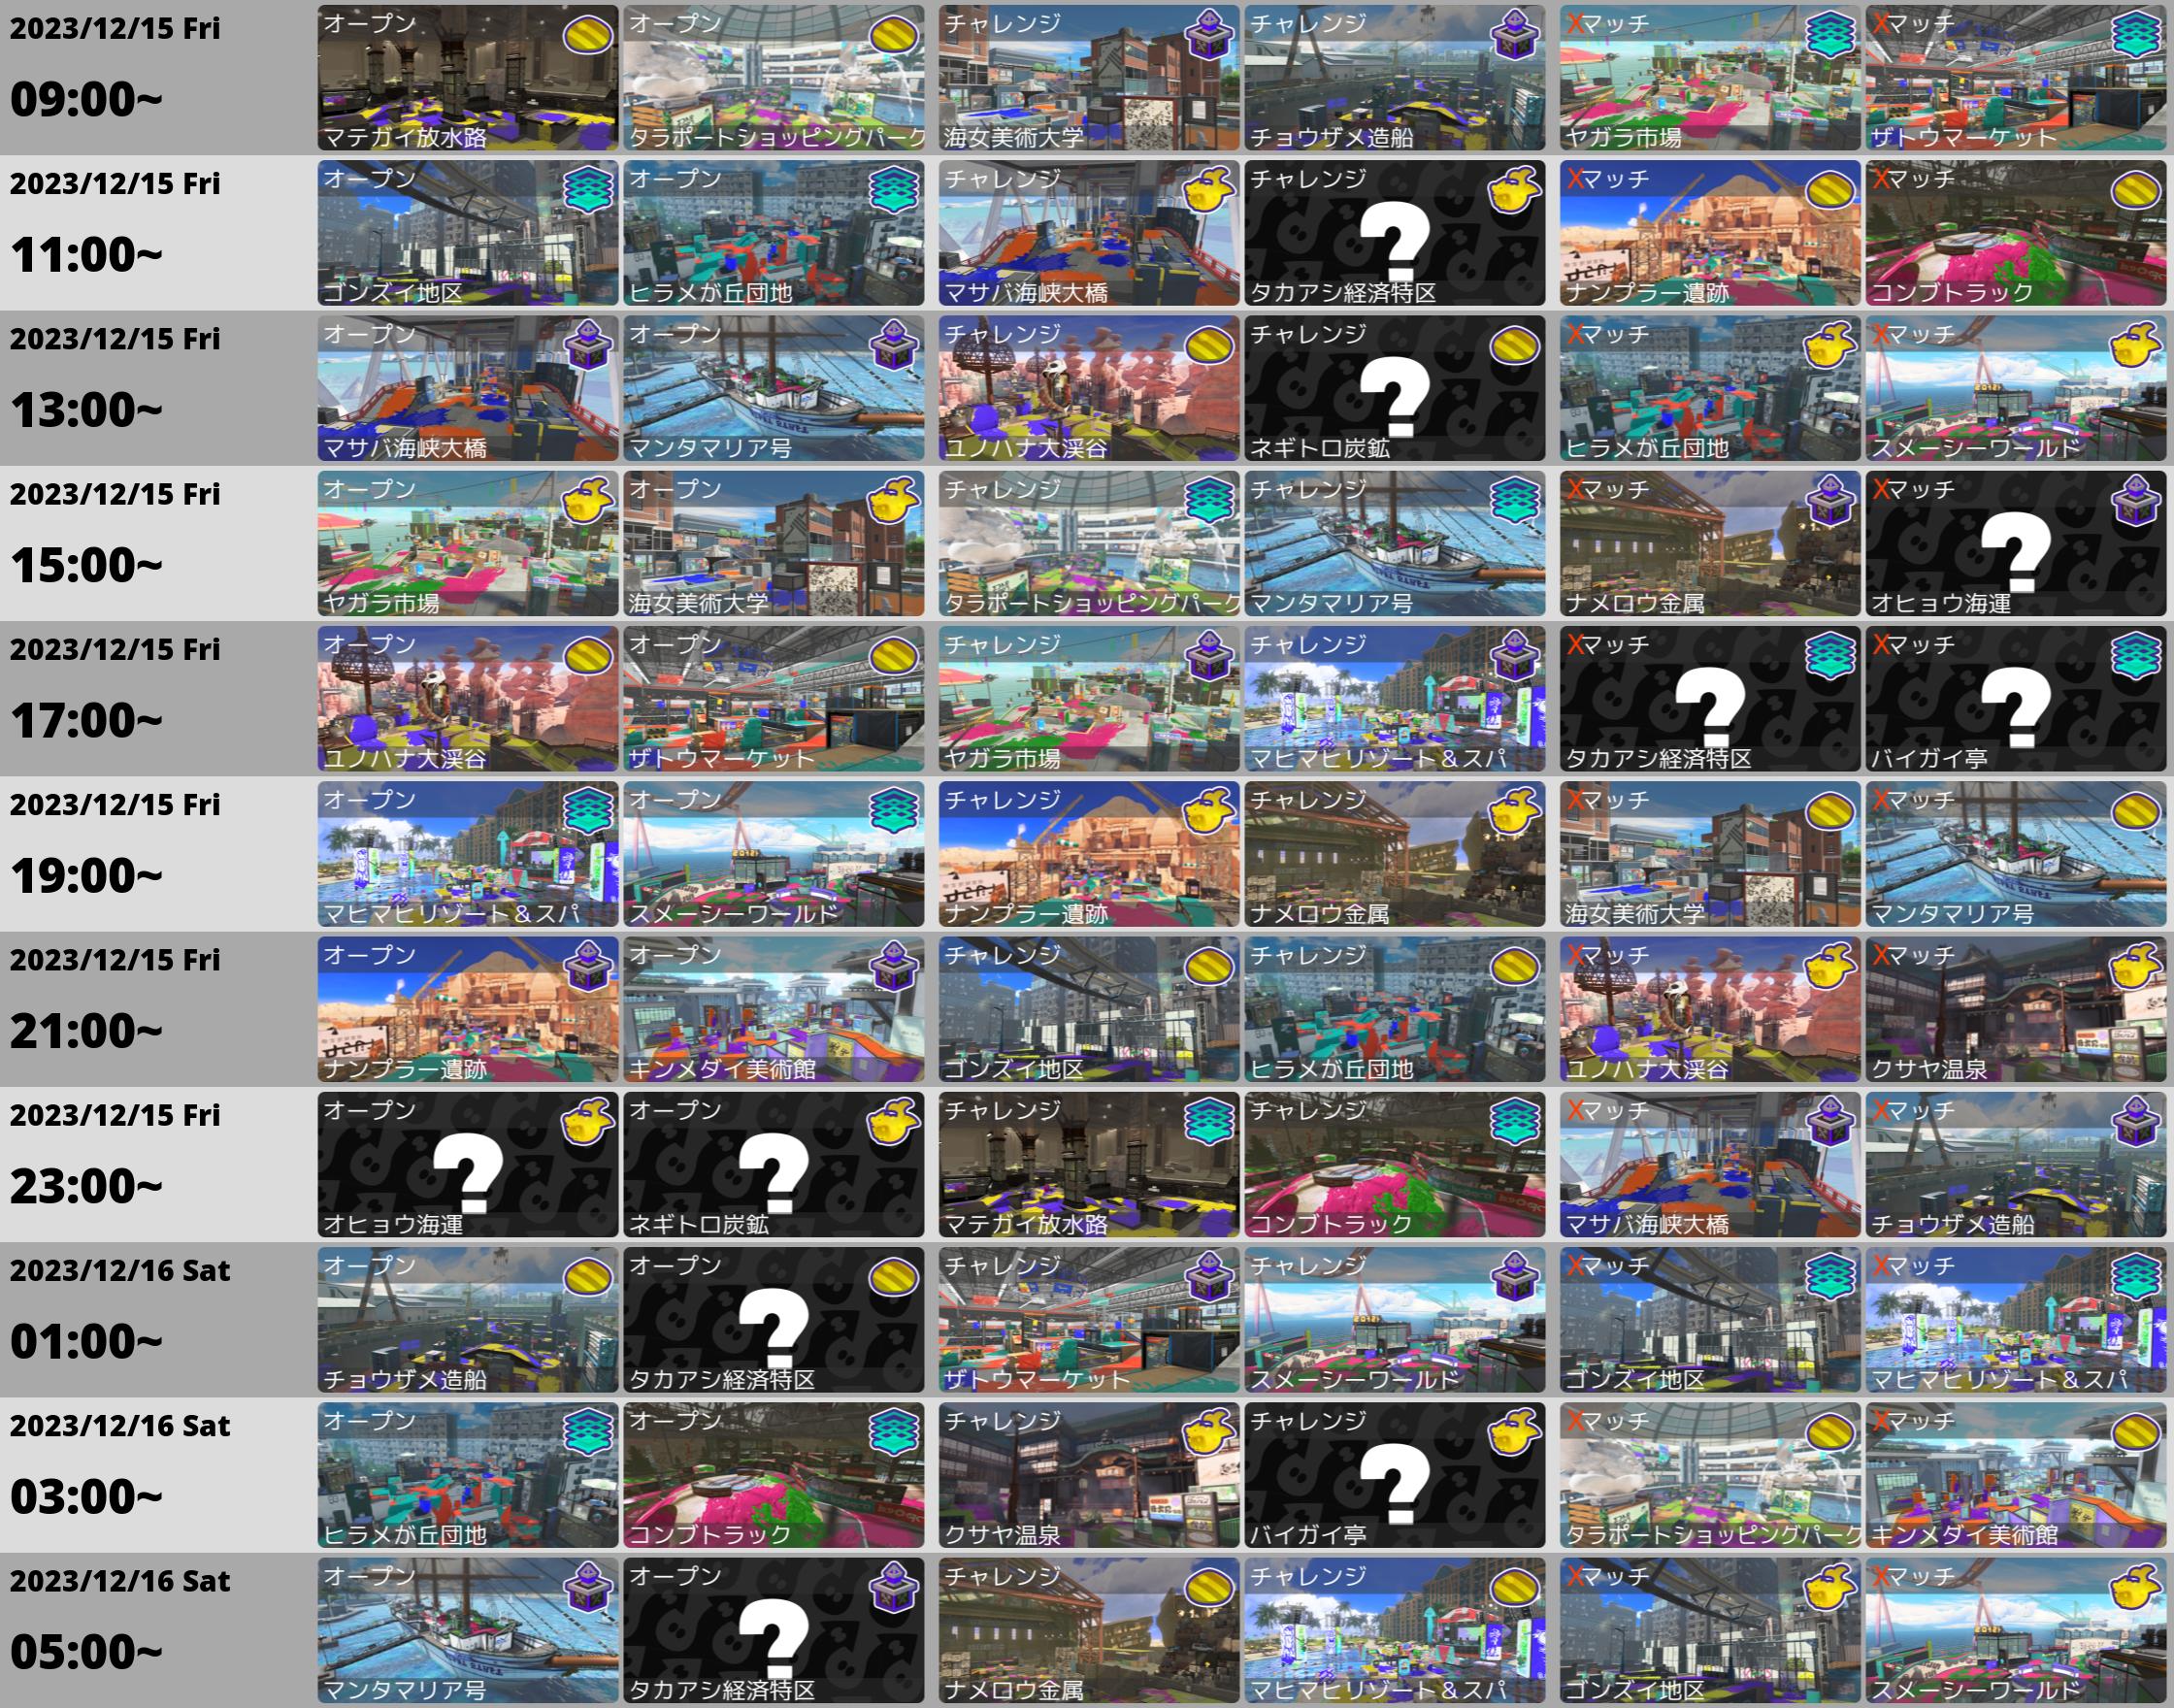 2023/12/15 Fri
09:00~
オープン
マテガイ放水路
オープン
タラポートショッピングパーク
チャレンジ
海女美術大学
チャレンジ
チョウザメ造船
Xマッチ
ヤガラ市場
Xマッチ
ザトウマーケット
2023/12/15 Fri
11:00~
オープン
ゴンズイ地区
オープン
ヒラメが丘団地
チャレンジ
マサバ海峡大橋
チャレンジ
?
タカアシ経済特区
Xマッチ
ナンプラー遺跡
Xマッチ
コンブトラック
2023/12/15 Fri
13:00~
オープン
マサバ海峡大橋
オープン
マンタマリア号
チャレンジ
ユノハナ大渓谷
チャレンジ
?
ネギトロ炭鉱
Xマッチ
ヒラメが丘団地
Xマッチ
スメーシーワールド
2023/12/15 Fri
15:00~
オープン
ヤガラ市場
オープン
海女美術大学
チャレンジ
タラポートショッピングパーク
チャレンジ
マンタマリア号
Xマッチ
ナメロウ金属
Xマッチ
?
オヒョウ海運
2023/12/15 Fri
17:00~
オープン
ユノハナ大渓谷
オープン
ザトウマーケット
チャレンジ
ヤガラ市場
チャレンジ
マヒマヒリゾート＆スパ
Xマッチ
?
タカアシ経済特区
Xマッチ
?
バイガイ亭
2023/12/15 Fri
19:00~
オープン
マヒマヒリゾート＆スパ
オープン
スメーシーワールド
チャレンジ
ナンプラー遺跡
チャレンジ
ナメロウ金属
Xマッチ
海女美術大学
Xマッチ
マンタマリア号
2023/12/15 Fri
21:00~
オープン
ナンプラー遺跡
オープン
キンメダイ美術館
チャレンジ
ゴンズイ地区
チャレンジ
ヒラメが丘団地
Xマッチ
ユノハナ大渓谷
Xマッチ
クサヤ温泉
2023/12/15 Fri
23:00~
オープン
?
オヒョウ海運
オープン
?
ネギトロ炭鉱
チャレンジ
マテガイ放水路
チャレンジ
コンブトラック
Xマッチ
マサバ海峡大橋
Xマッチ
チョウザメ造船
2023/12/16 Sat
01:00~
オープン
チョウザメ造船
オープン
?
タカアシ経済特区
チャレンジ
ザトウマーケット
チャレンジ
スメーシーワールド
Xマッチ
ゴンズイ地区
Xマッチ
マヒマヒリゾート＆スパ
2023/12/16 Sat
03:00~
オープン
ヒラメが丘団地
オープン
コンブトラック
チャレンジ
クサヤ温泉
チャレンジ
?
バイガイ亭
Xマッチ
タラポートショッピングパーク
Xマッチ
キンメダイ美術館
2023/12/16 Sat
05:00~
オープン
マンタマリア号
オープン
?
タカアシ経済特区
チャレンジ
ナメロウ金属
チャレンジ
マヒマヒリゾート＆スパ
Xマッチ
ゴンズイ地区
Xマッチ
スメーシーワールド